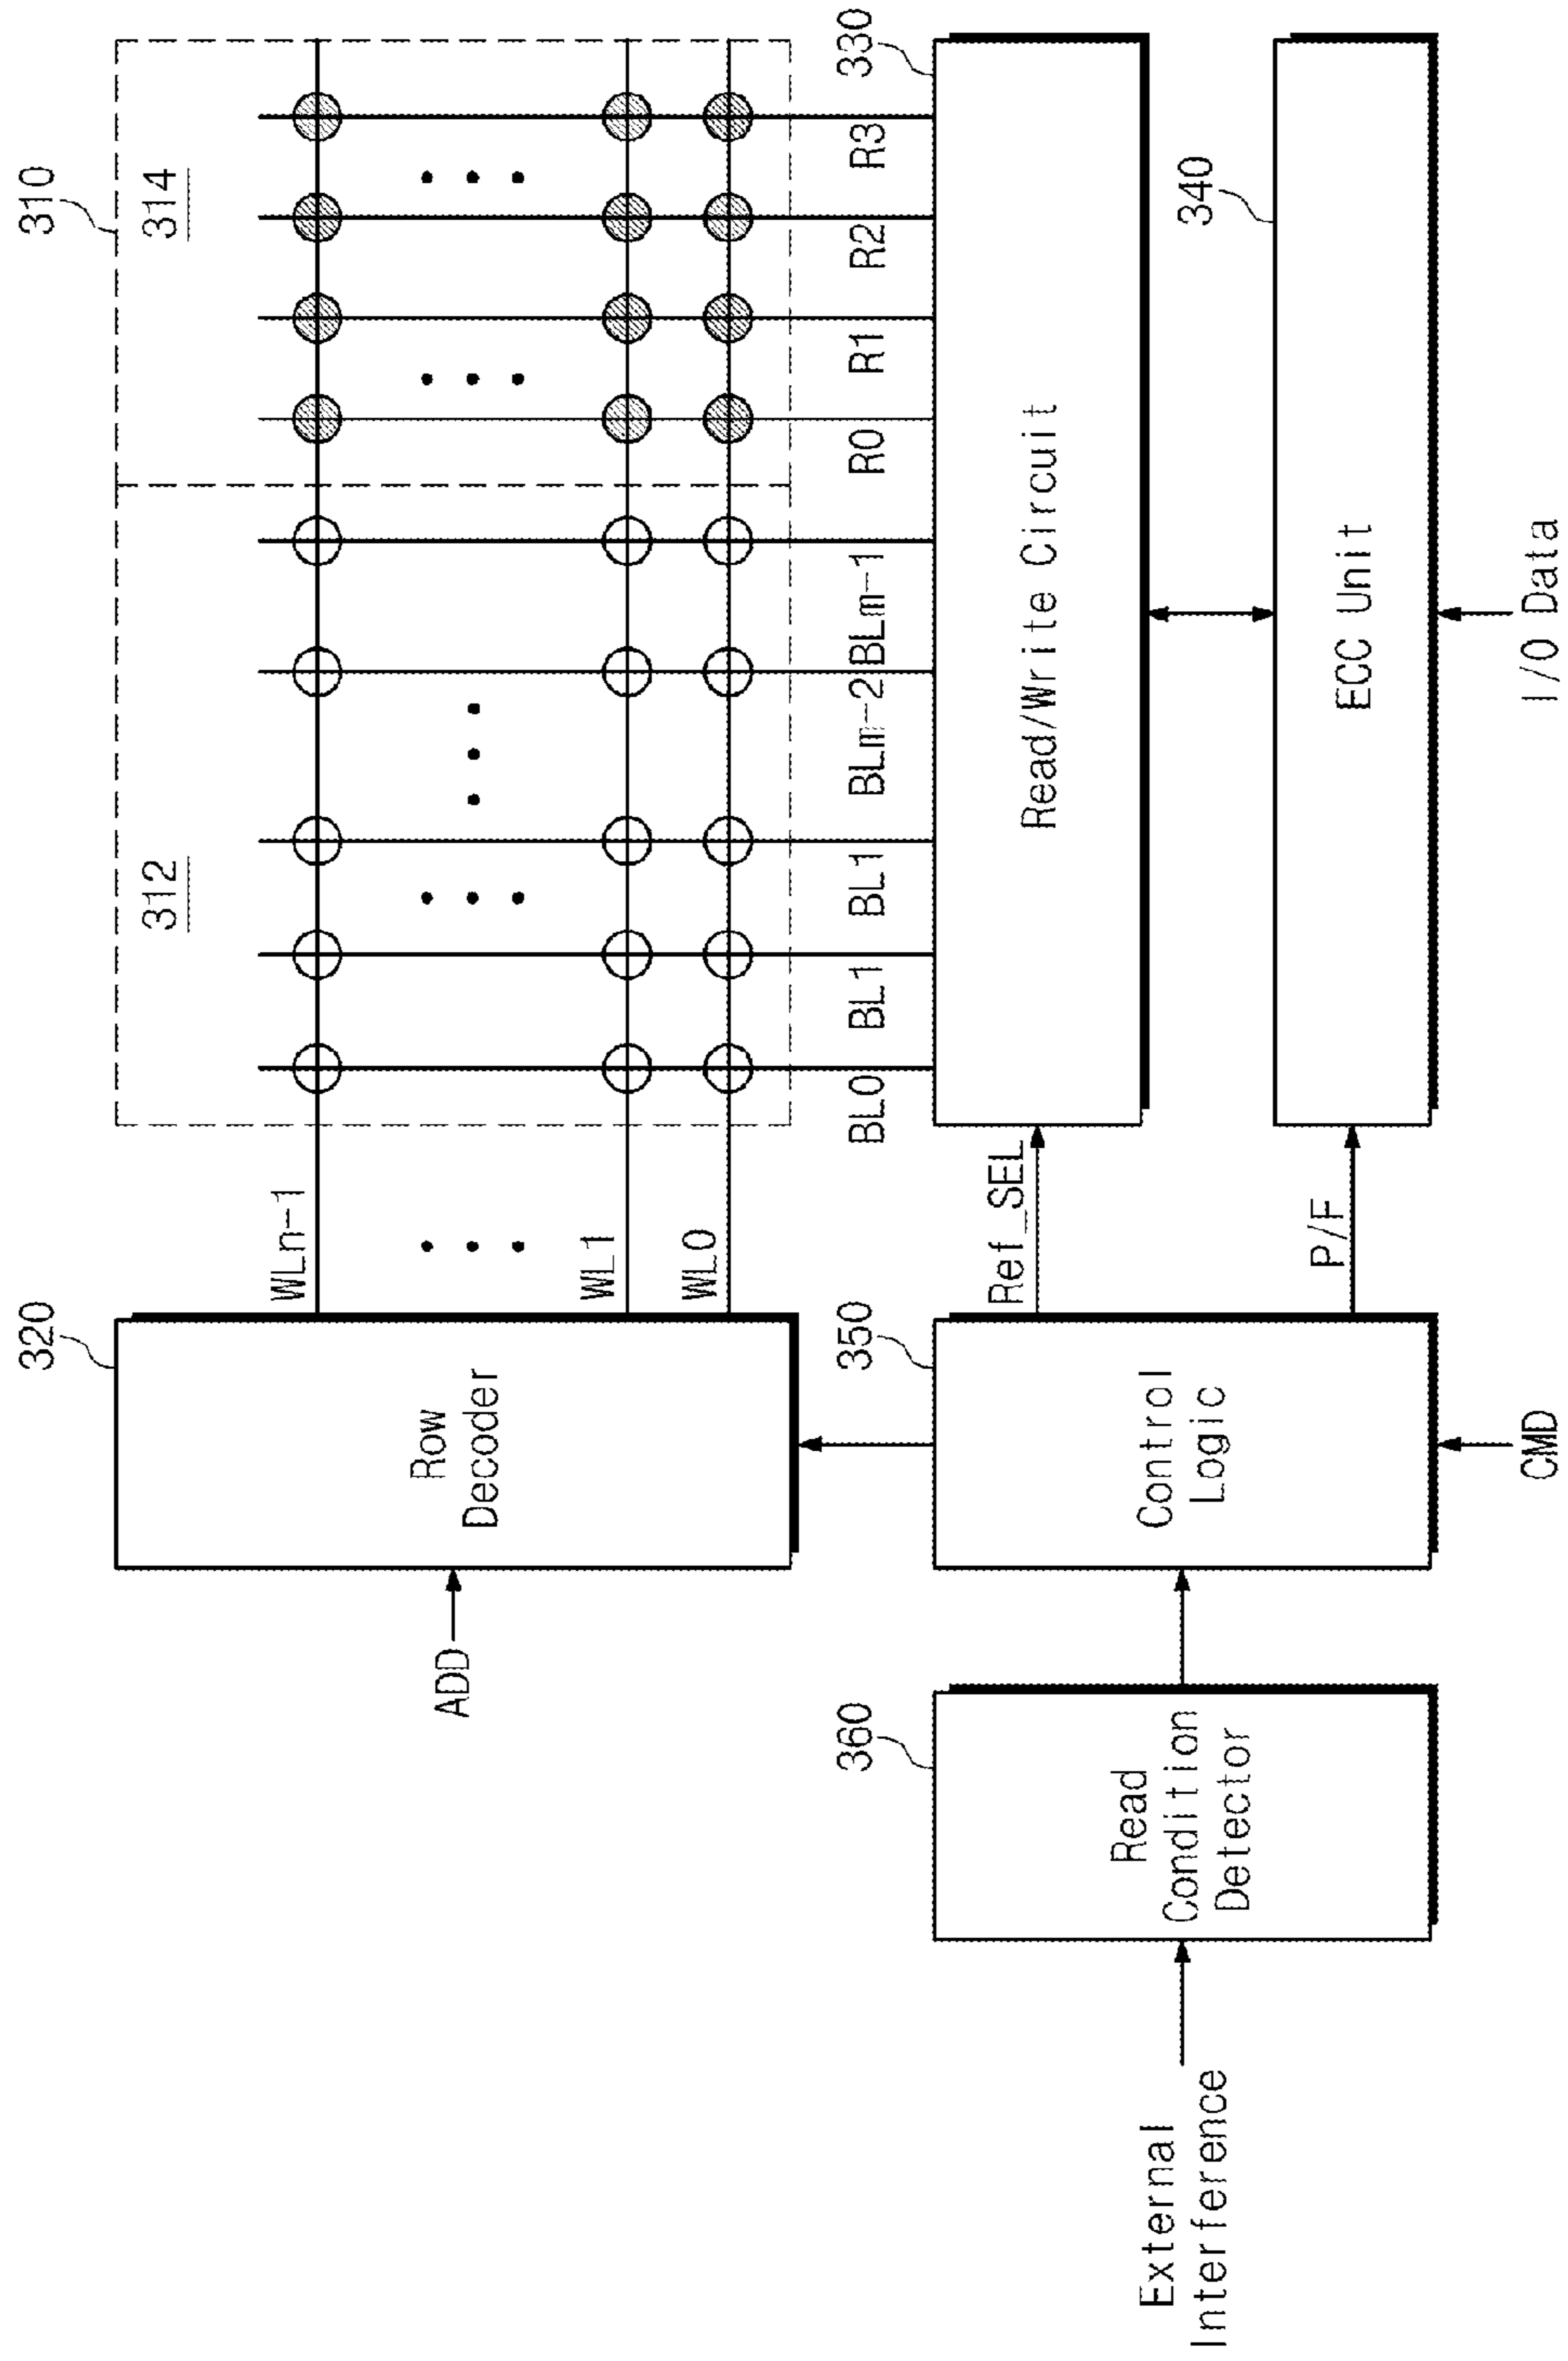 310
312
314
320
WLn-1
WL1
WL0
Row
Decoder
ADD
BL0
BL1
BL1
BLm-2
BLm-1
R0
R1
R2
R3
330
Read/Write Circuit
Ref_SEL
350
Control
Logic
360
Read
Condition
Detector
External
Interference
P/F
340
ECC Unit
CMD
I/O Data